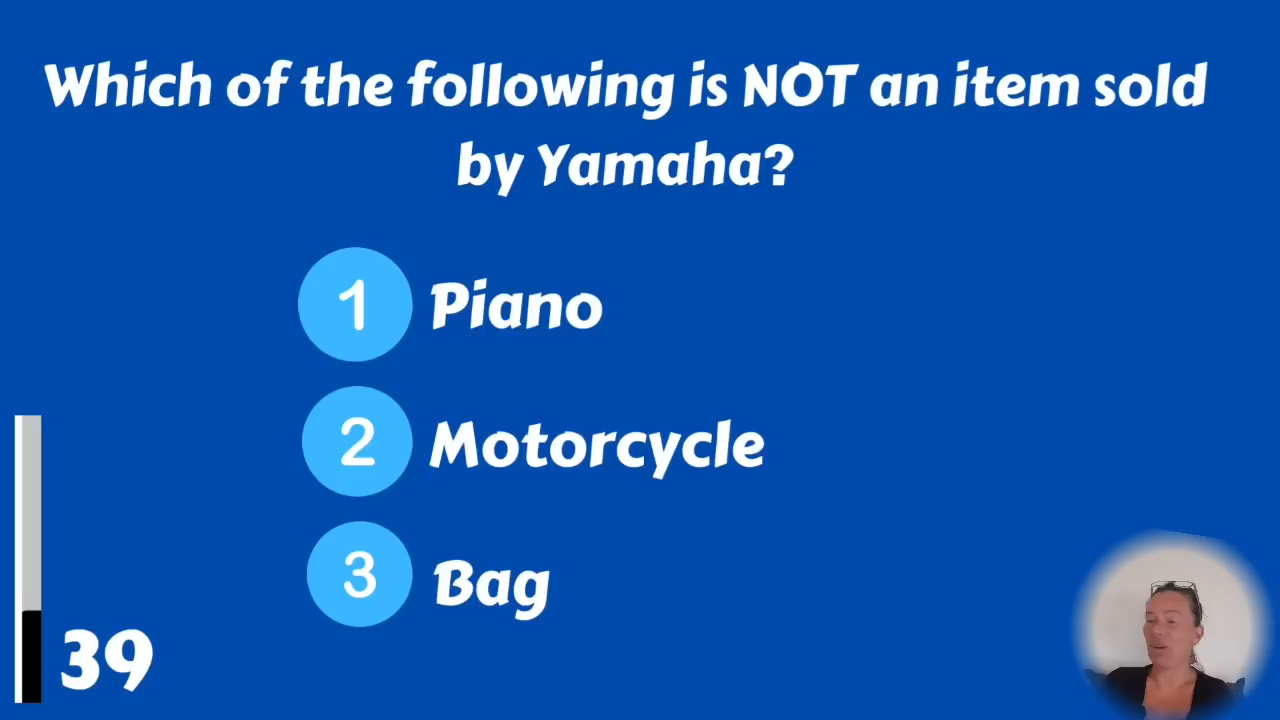 Which of the following is NOT an item sold
by Yamaha?
1 Piano
2 Motorcycle
3 Bag
39